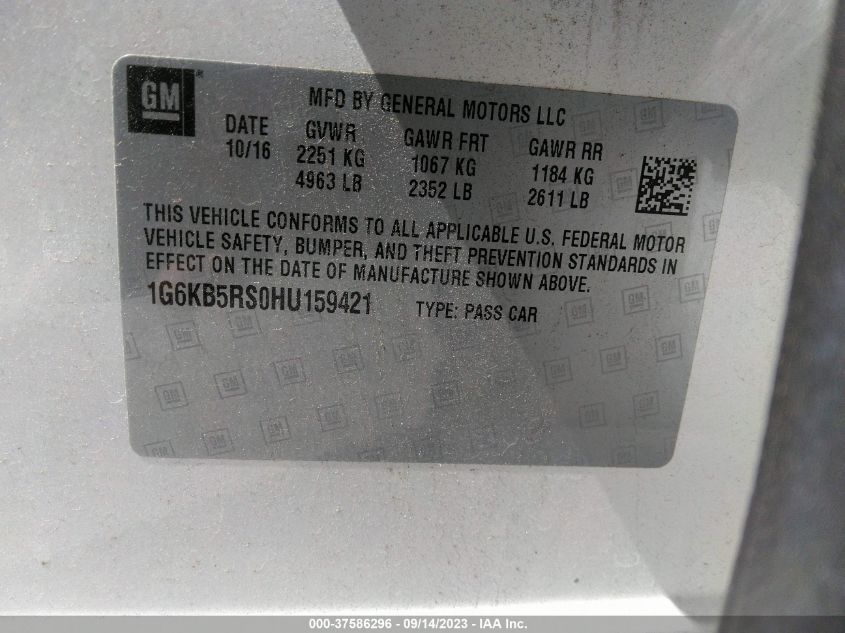 GM
MFD BY GENERAL MOTORS LLC
DATE GVWR GAWR FRT GAWR RR
10/16 2251 KG 1067 KG 1184 KG
4963 LB 2352 LB 2611 LB
THIS VEHICLE CONFORMS TO ALL APPLICABLE U.S. FEDERAL MOTOR
VEHICLE SAFETY, BUMPER, AND THEFT PREVENTION STANDARDS IN
EFFECT ON THE DATE OF MANUFACTURE SHOWN ABOVE.
1G6KB5RS0HU159421 TYPE: PASS CAR
000-37586296 - 09/14/2023 - IAA Inc.